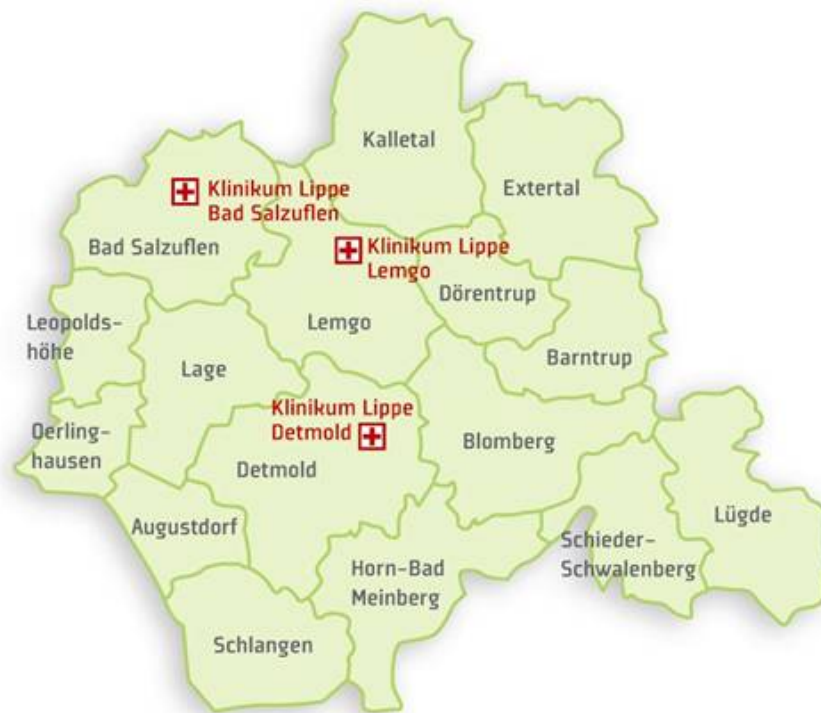 Kalletal
Extertal
Klinikum Lippe
Bad Salzuflen
Bad Salzuflen
Klinikum Lippe
Lemgo
Dörentrup
Leopolds-
höhe
Lemgo
Barntrup
Lage
Klinikum Lippe
Detmold
Oerling-
hausen
Detmold
Blomberg
Augustdorf
Lügde
Schieder-
Schwalenberg
Horn-Bad
Meinberg
Schlangen